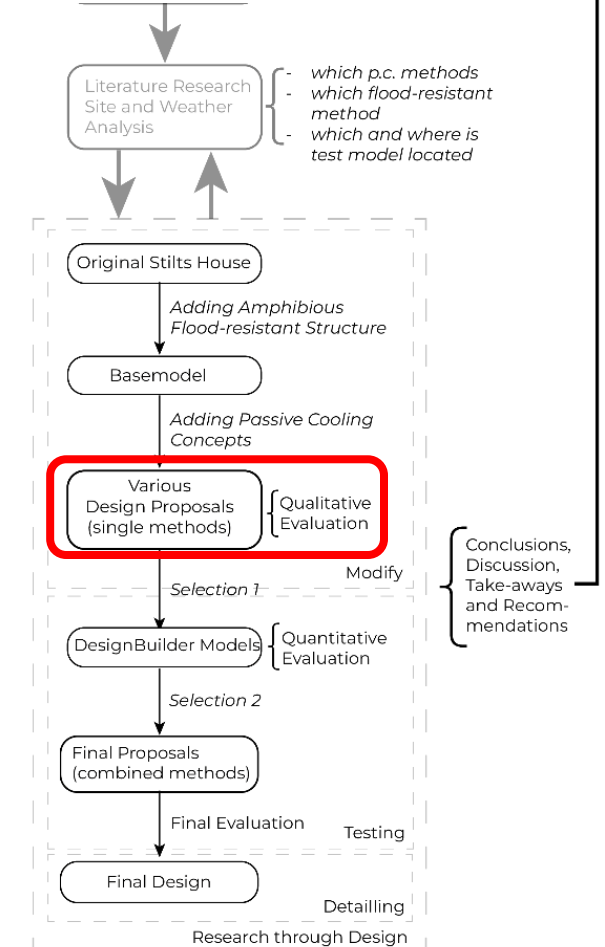 Literature Research
Site and Weather
Analysis
- which p.c. methods
- which flood-resistant
method
- which and where is
test model located
Original Stilts House
Adding Amphibious
Flood-resistant Structure
Basemodel
Adding Passive Cooling
Concepts
Various
Design Proposals
(single methods)
Qualitative
Evaluation
Modify
Selection 1
DesignBuilder Models
Quantitative
Evaluation
Selection 2
Final Proposals
(combined methods)
Final Evaluation
Testing
Final Design
Detailling
Research through Design
Conclusions,
Discussion,
Take-aways
and Recom-
mendations